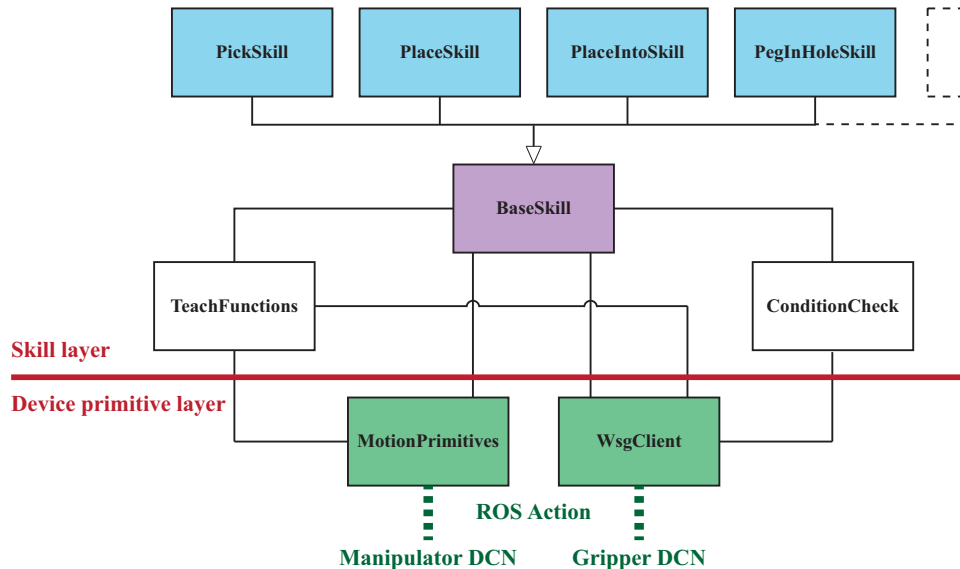 PickSkill
PlaceSkill
PlaceIntoSkill
PegInHoleSkill
BaseSkill
TeachFunctions
ConditionCheck
Skill layer
Device primitive layer
MotionPrimitives
WsgClient
ROS Action
Manipulator DCN
Gripper DCN